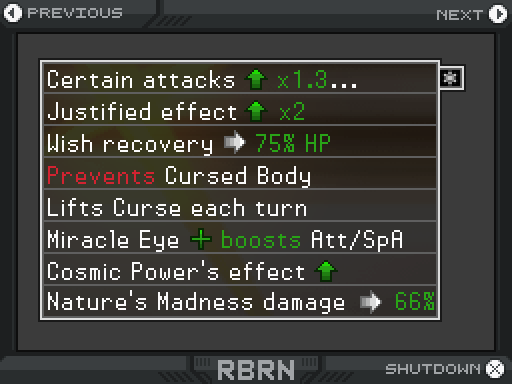 PREVIOUS
NEXT
Certain attacks ⬆ x1.3...
Justified effect ⬆ x2
Wish recovery ➡ 75% HP
Prevents Cursed Body
Lifts Curse each turn
Miracle Eye + boosts Att/SpA
Cosmic Power's effect ⬆
Nature's Madness damage ➡ 66%
RBRN
SHUTDOWN